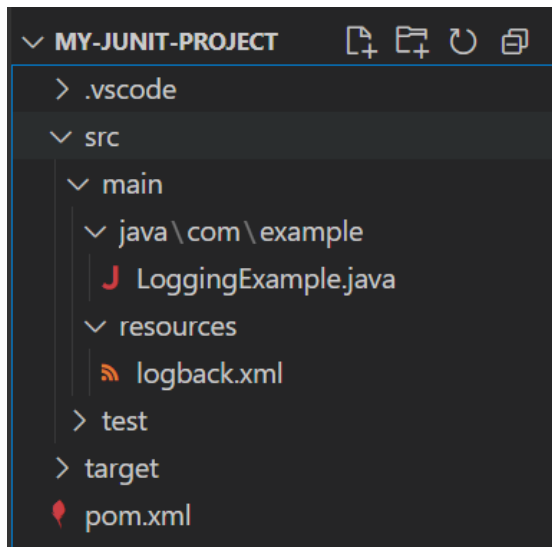 MY-JUNIT-PROJECT
.vscode
src
main
java\com\example
J LoggingExample.java
resources
logback.xml
test
target
pom.xml